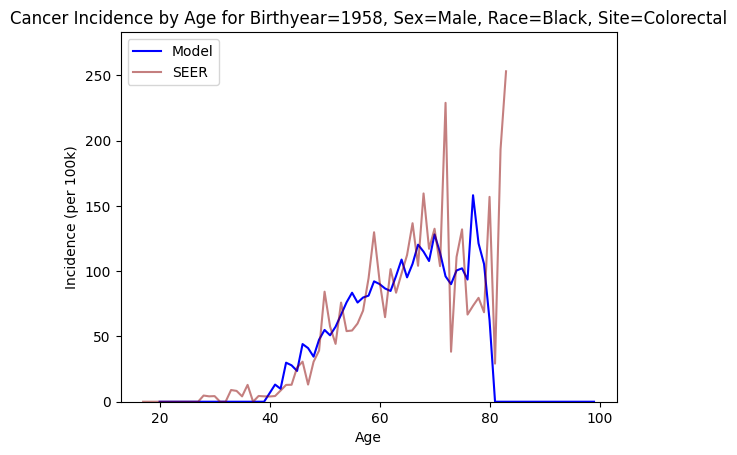 Cancer Incidence by Age for Birthyear=1958, Sex=Male, Race=Black, Site=Colorectal
Model
SEER
Incidence (per 100k)
250
200
150
100
50
0
20
40
60
80
100
Age